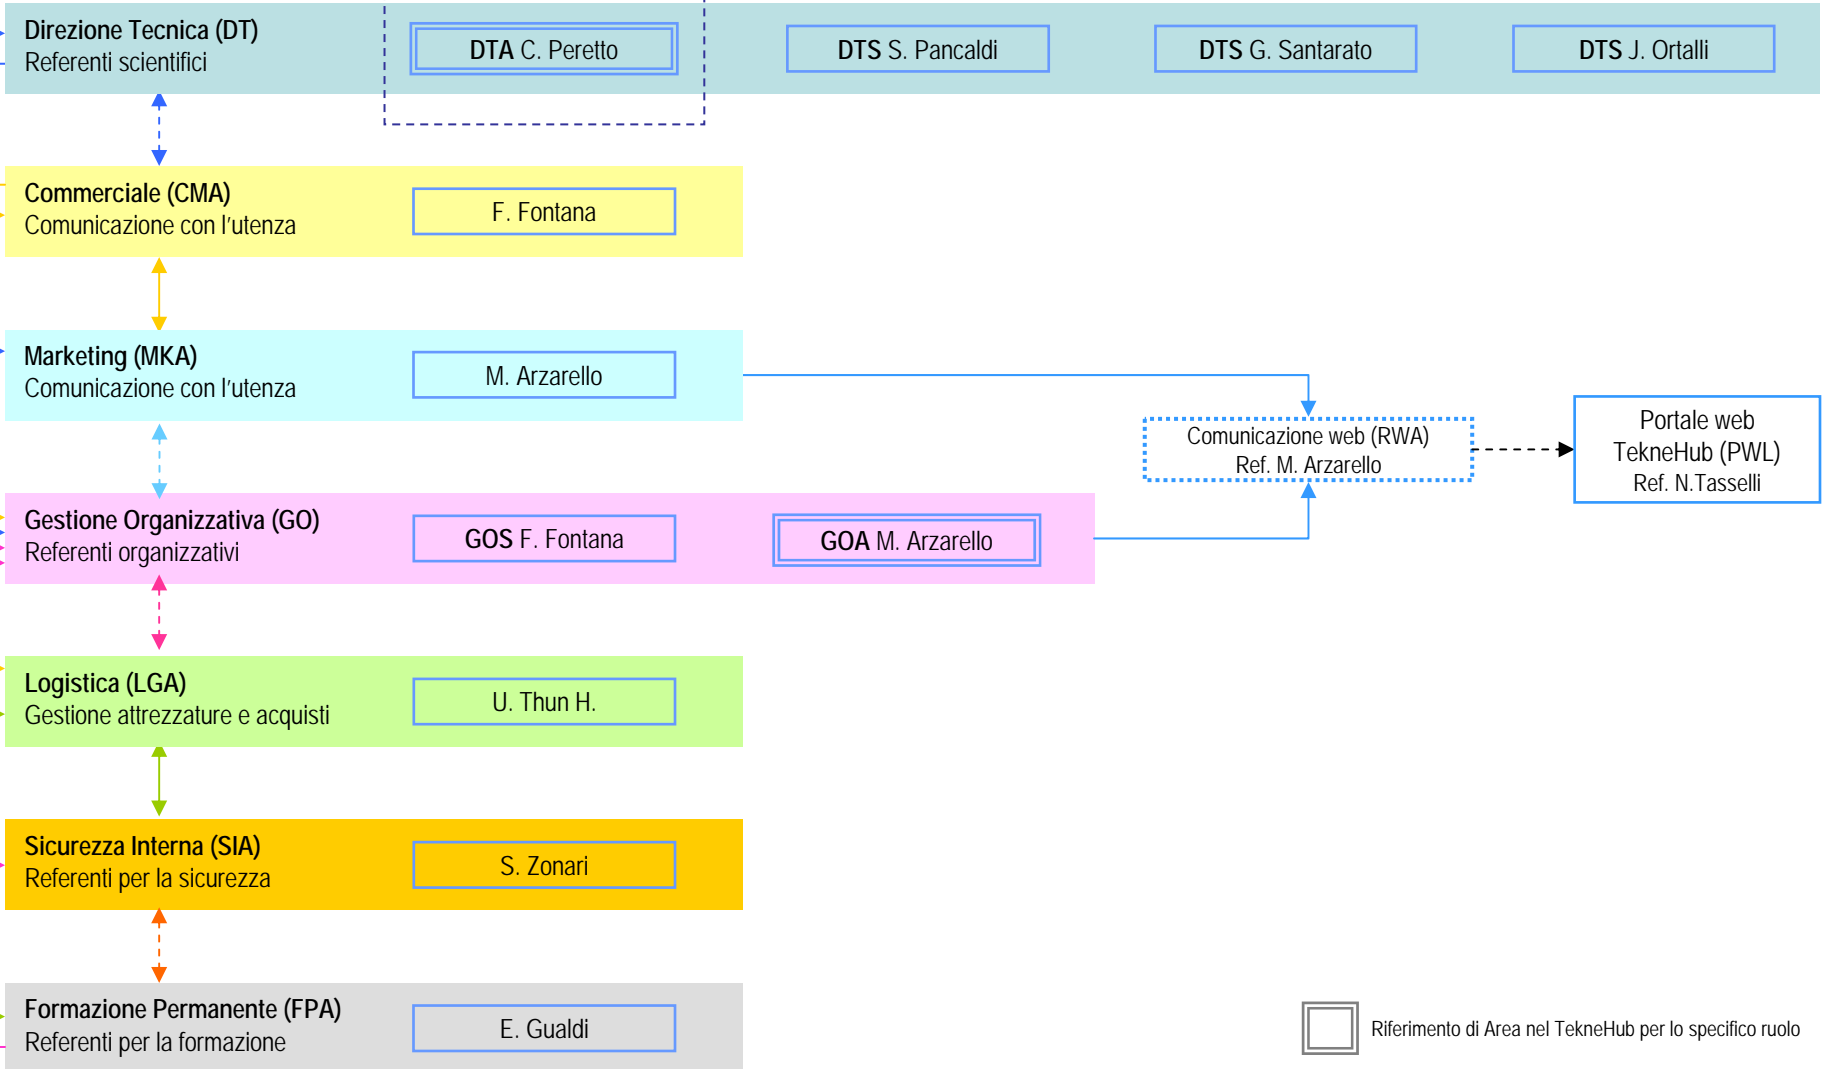 Direzione Tecnica (DT)
Referenti scientifici
DTA C. Peretto
DTS S. Pancaldi
DTS G. Santarato
DTS J. Ortalli
Commerciale (CMA)
Comunicazione con l'utenza
F. Fontana
Marketing (MKA)
Comunicazione con l'utenza
M. Arzarello
Comunicazione web (RWA)
Ref. M. Arzarello
Portale web
TekneHub (PWL)
Ref. N.Tasselli
Gestione Organizzativa (GO)
Referenti organizzativi
GOS F. Fontana
GOA M. Arzarello
Logistica (LGA)
Gestione attrezzature e acquisti
U. Thun H.
Sicurezza Interna (SIA)
Referenti per la sicurezza
S. Zonari
Formazione Permanente (FPA)
Referenti per la formazione
E. Gualdi
Riferimento di Area nel TekneHub per lo specifico ruolo